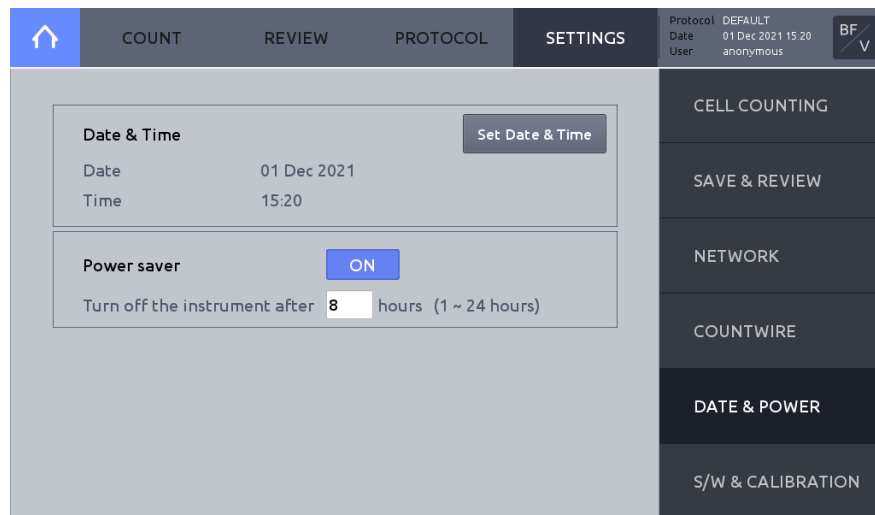 COUNT REVIEW PROTOCOL SETTINGS
Protocol DEFAULT
Date 01 Dec 2021 15:20
User anonymous
BF/V
Date & Time Set Date & Time
Date 01 Dec 2021
Time 15:20
Power saver ON
Turn off the instrument after 8 hours (1 ~ 24 hours)
CELL COUNTING
SAVE & REVIEW
NETWORK
COUNTWIRE
DATE & POWER
S/W & CALIBRATION